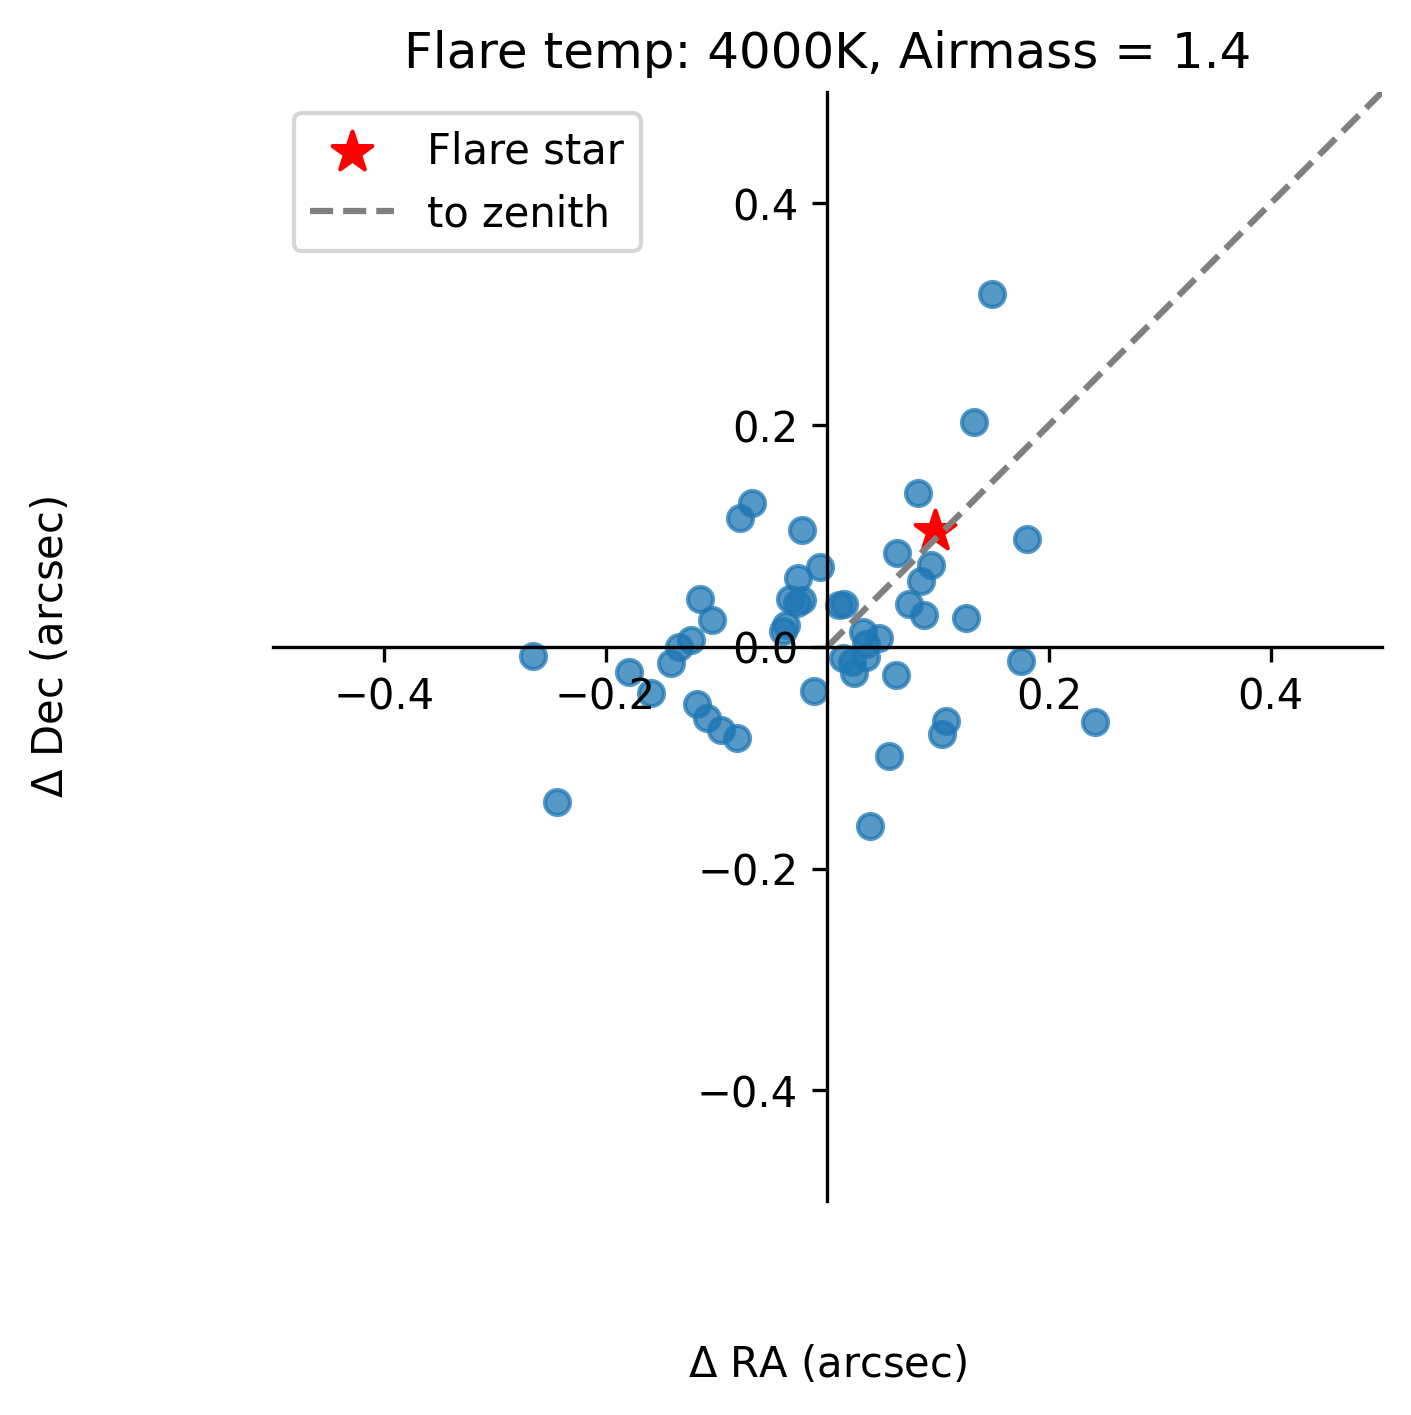 Flare temp: 4000K, Airmass = 1.4
Flare star
to zenith
0.4
0.2
0.0
−0.2
−0.4
−0.4
−0.2
0.2
0.4
Δ Dec (arcsec)
Δ RA (arcsec)